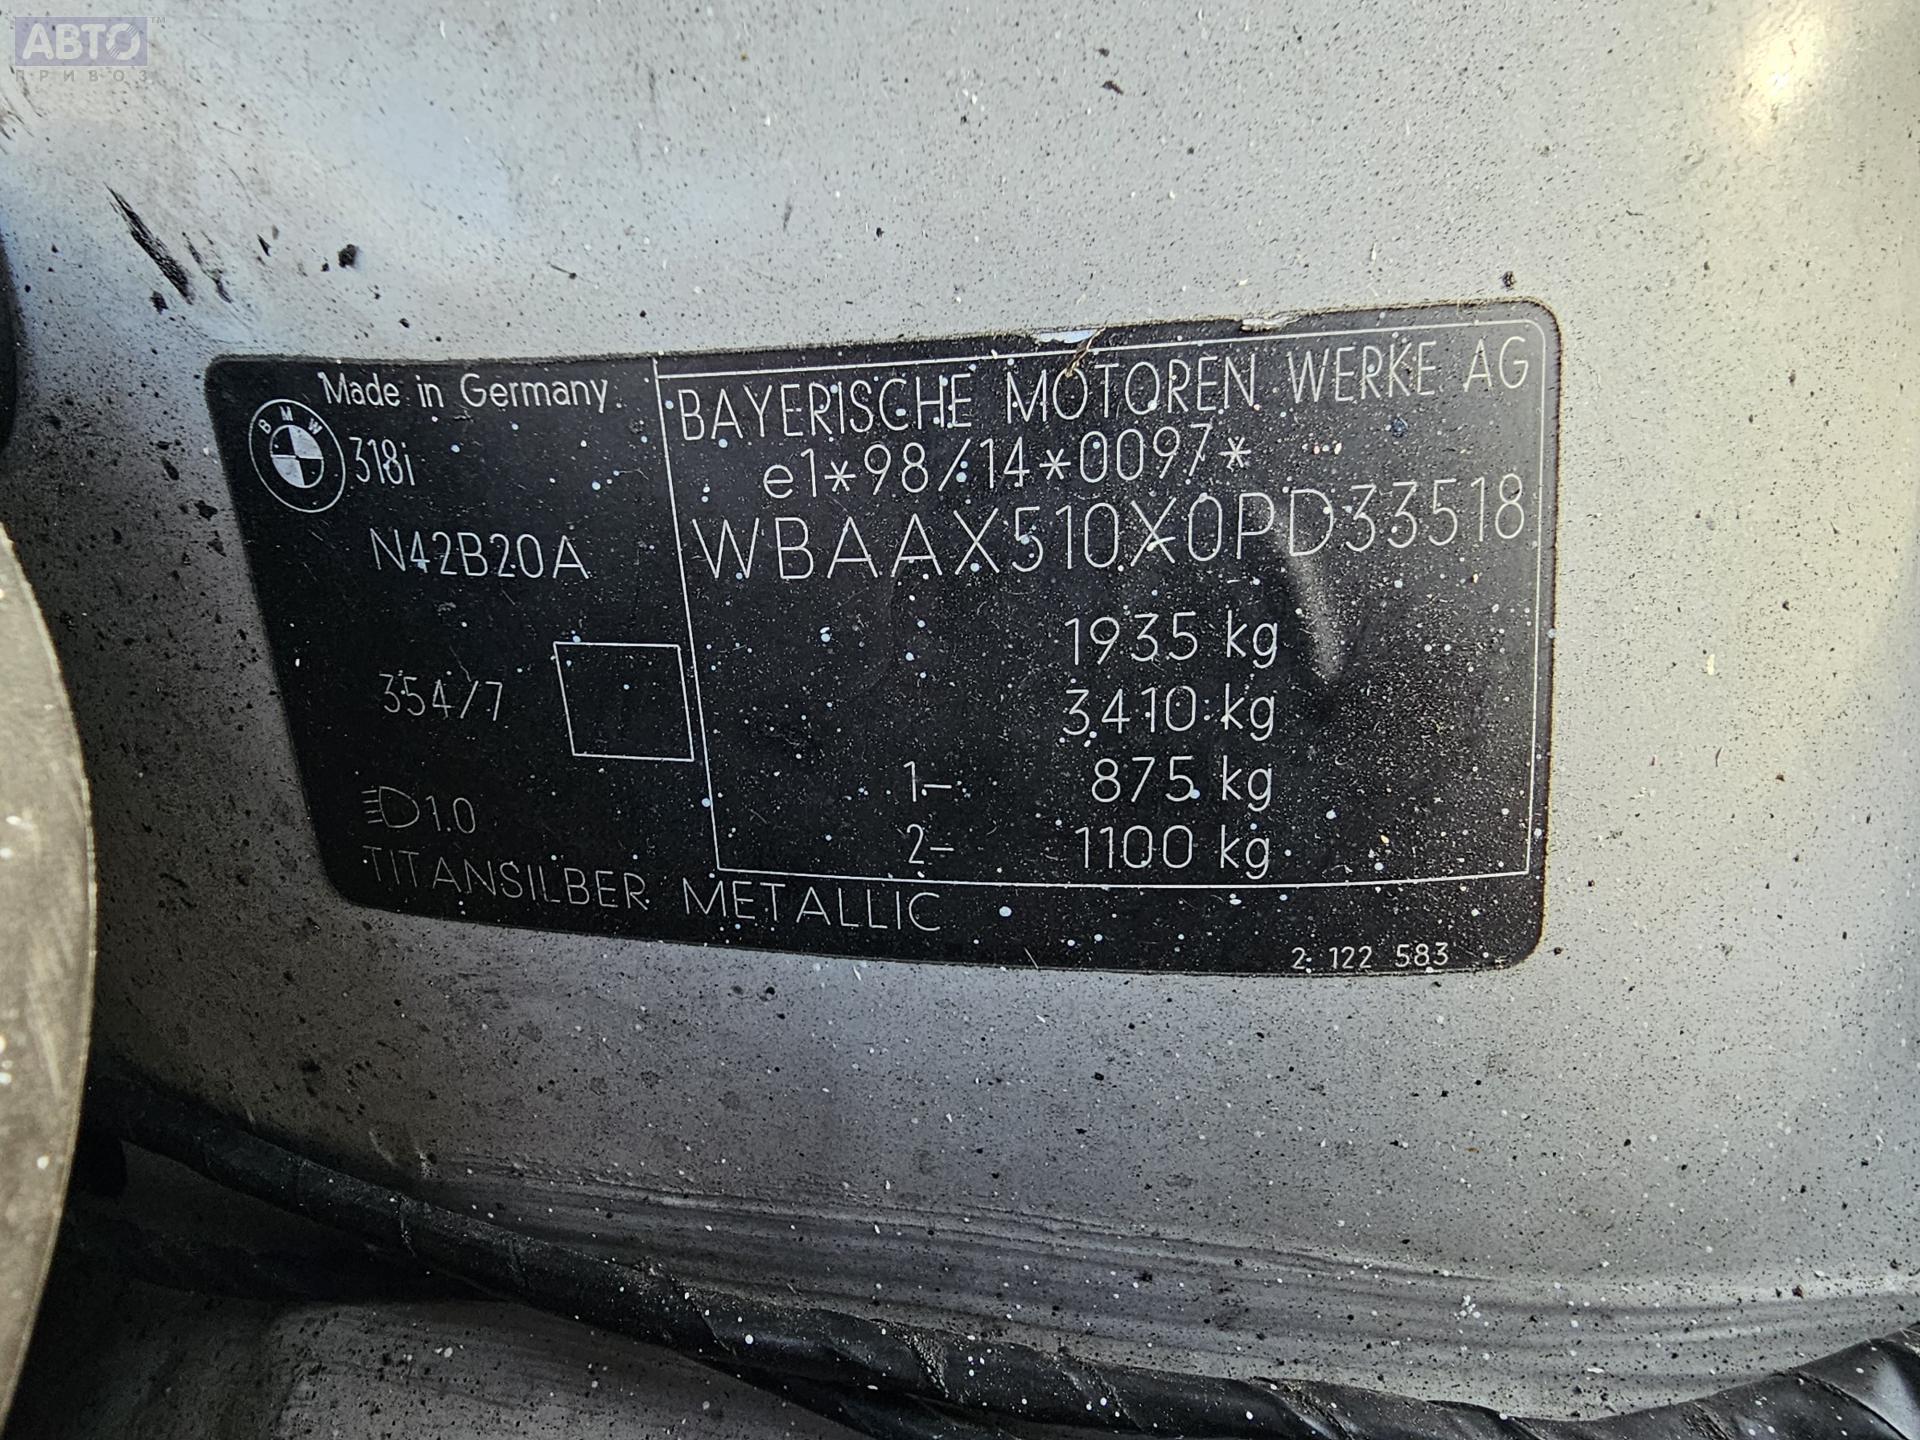 АВТО™
ПРИВОЗ
Made in Germany
BMW
318i
N42B20A
354/7
1.0
TITANSILBER METALLIC
BAYERISCHE MOTOREN WERKE AG
e1*98/14*0097*
WBAAX510X0PD33518
1935 kg
3410 kg
1- 875 kg
2- 1100 kg
2 122 583